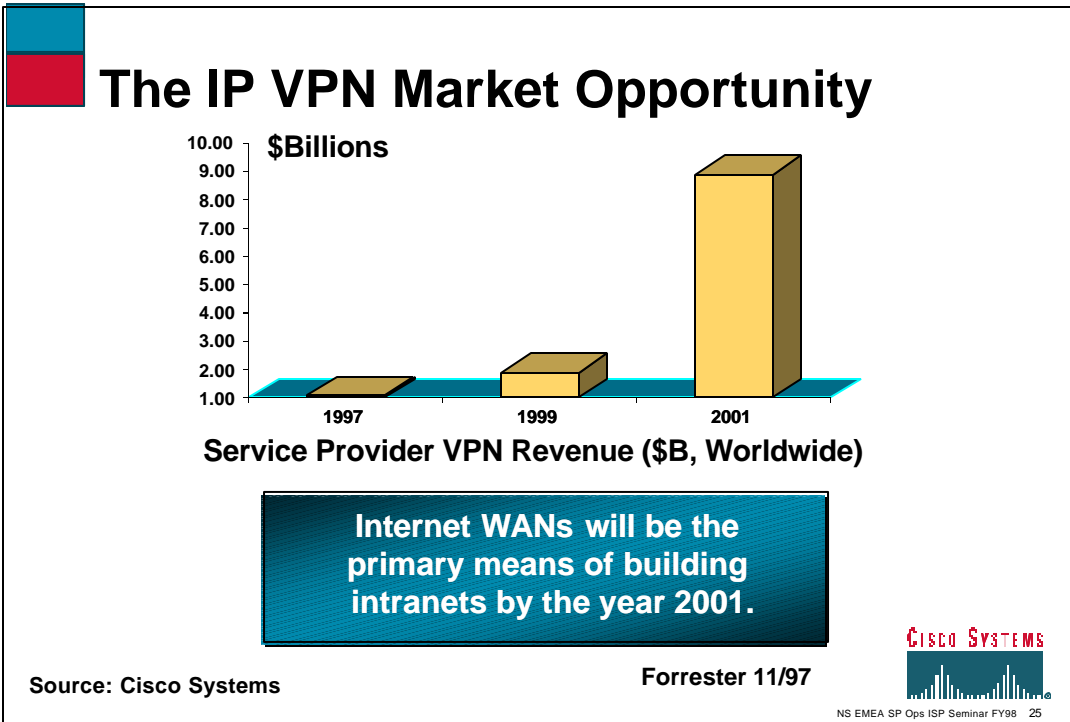 The IP VPN Market Opportunity
$Billions
10.00
9.00
8.00
7.00
6.00
5.00
4.00
3.00
2.00
1.00
1997 1999 2001
Service Provider VPN Revenue ($B, Worldwide)
Internet WANs will be the
primary means of building
intranets by the year 2001.
Source: Cisco Systems
Forrester 11/97
CISCO SYSTEMS
NS EMEA SP Ops ISP Seminar FY98 25